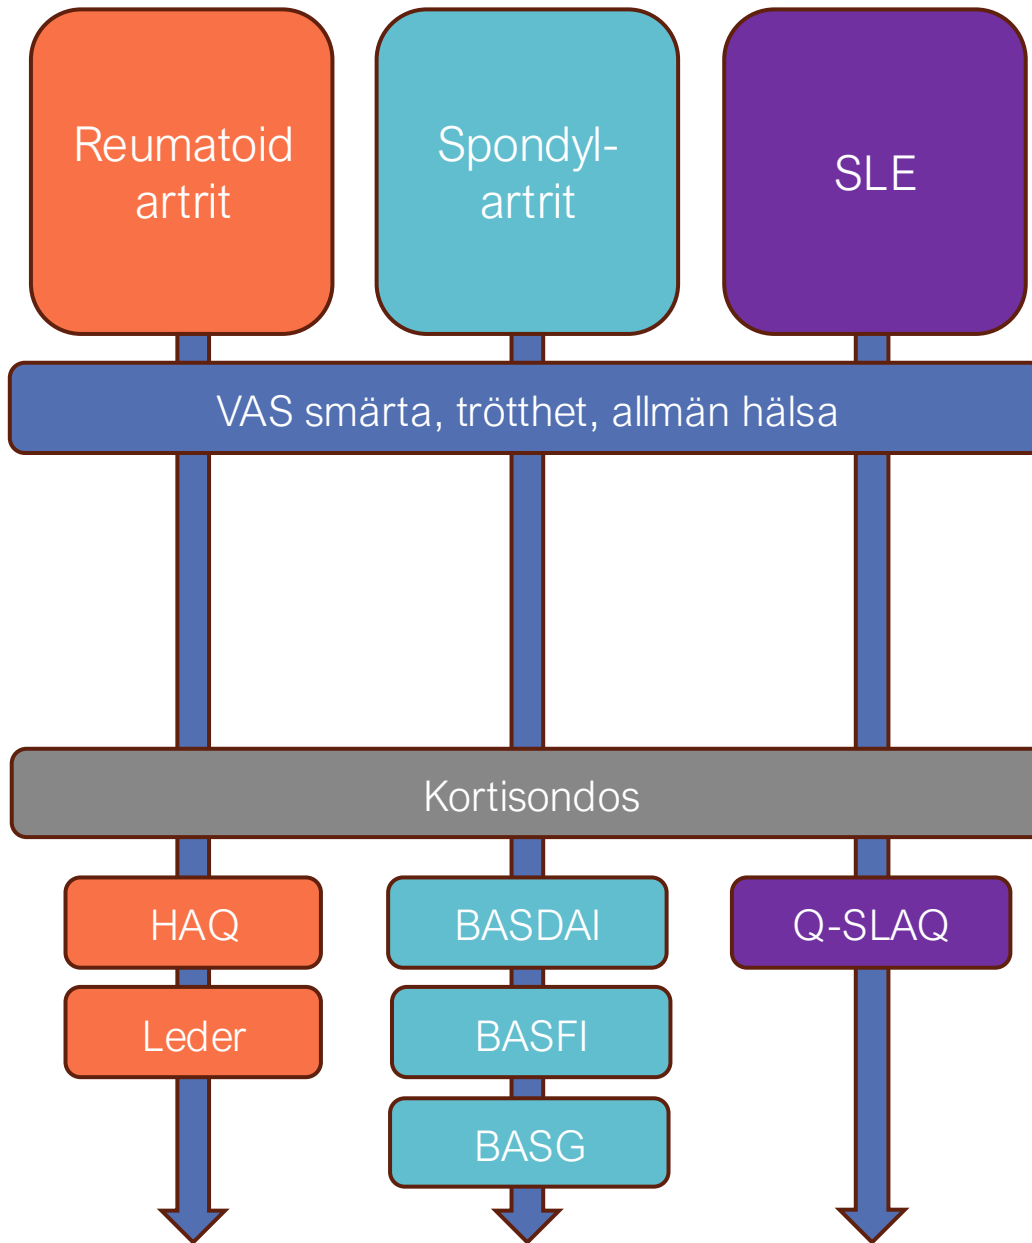 Reumatoid
artrit
Spondyl-
artrit
SLE
VAS smärta, trötthet, allmän hälsa
Kortisondos
HAQ
BASDAI
Q-SLAQ
Leder
BASFI
BASG